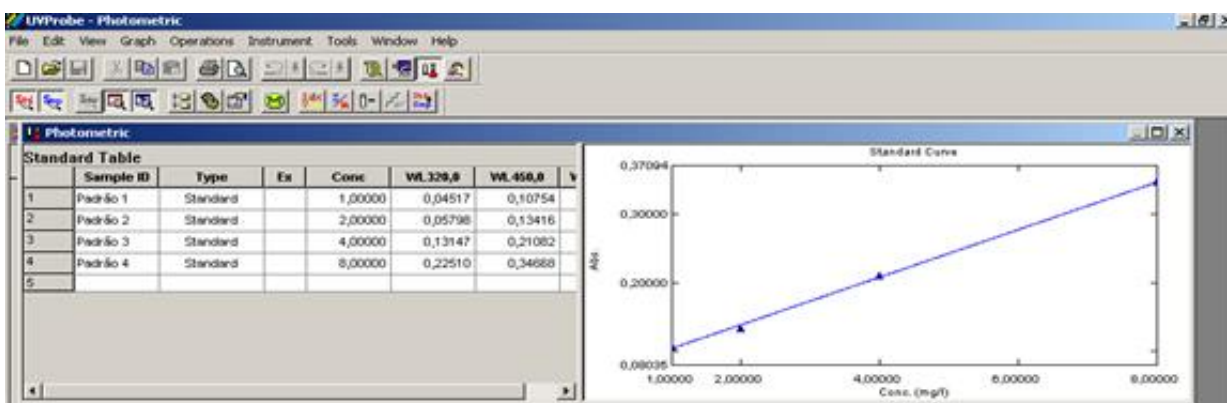 UVProbe - Photometric
File Edit View Graph Operations Instrument Tools Window Help
Photometric
Standard Table
Sample ID Type Ex Conc WL320,0 WL450,0
1 Padrão 1 Standard 1,00000 0,04517 0,10754
2 Padrão 2 Standard 2,00000 0,05798 0,13416
3 Padrão 3 Standard 4,00000 0,13147 0,21082
4 Padrão 4 Standard 8,00000 0,22510 0,34668
5
Standard Curve
0,37094
0,30000
Abs.
0,20000
0,08035
1,00000 2,00000 4,00000 6,00000 8,00000
Conc. (mg/l)